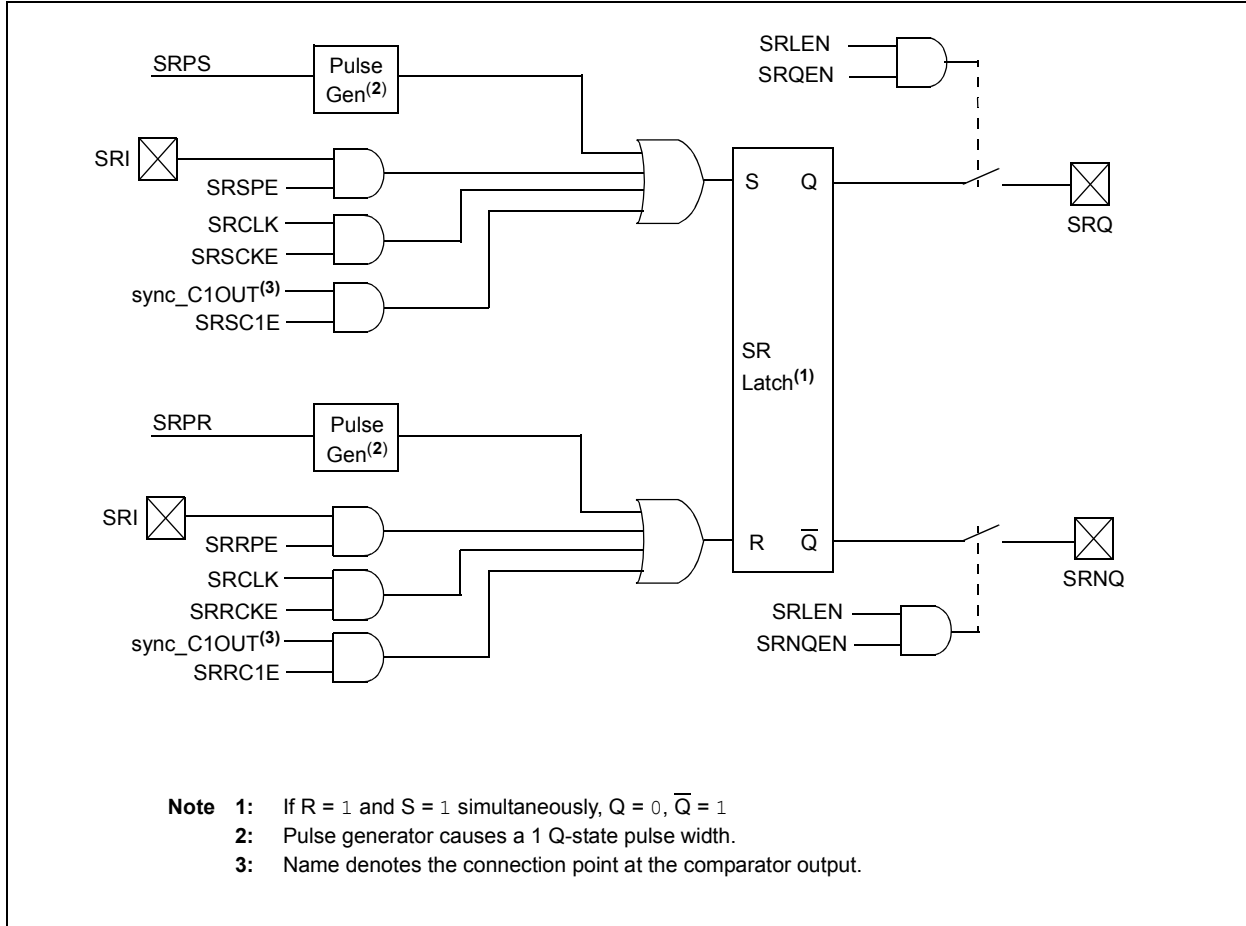 SRPS
Pulse
Gen(2)
SRLEN
SRQEN
SRI
SRSPE
SRCLK
SRSCKE
sync_C1OUT(3)
SRSC1E
S Q
SRQ
SR
Latch(1)
SRPR
Pulse
Gen(2)
SRI
SRRPE
SRCLK
SRRCKE
sync_C1OUT(3)
SRRC1E
R Q̅
SRNQ
SRLEN
SRNQEN
Note 1: If R = 1 and S = 1 simultaneously, Q = 0, Q̅ = 1
2: Pulse generator causes a 1 Q-state pulse width.
3: Name denotes the connection point at the comparator output.